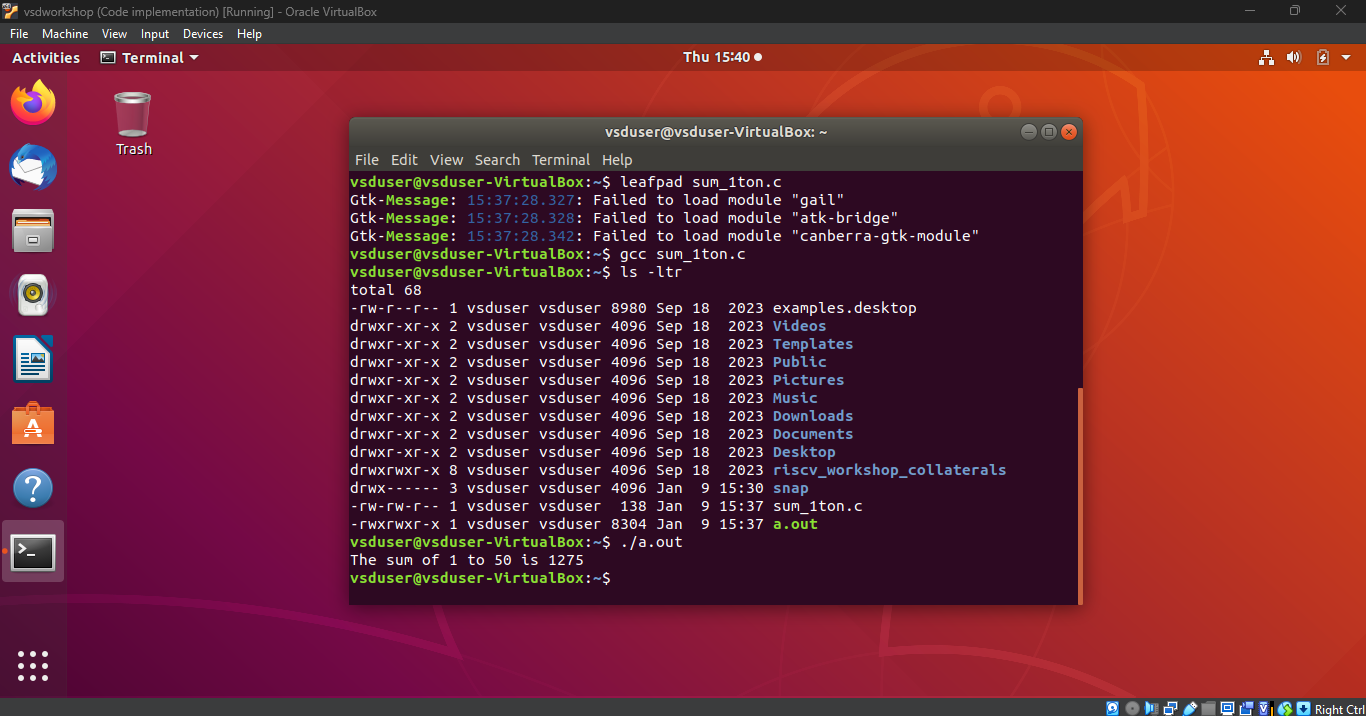 vsdworkshop (Code implementation) [Running] - Oracle VirtualBox
File Machine View Input Devices Help
Activities Terminal Thu 15:40
Trash
vsduser@vsduser-VirtualBox: ~
File Edit View Search Terminal Help
vsduser@vsduser-VirtualBox:~$ leafpad sum_1ton.c
Gtk-Message: 15:37:28.327: Failed to load module "gail"
Gtk-Message: 15:37:28.328: Failed to load module "atk-bridge"
Gtk-Message: 15:37:28.342: Failed to load module "canberra-gtk-module"
vsduser@vsduser-VirtualBox:~$ gcc sum_1ton.c
vsduser@vsduser-VirtualBox:~$ ls -ltr
total 68
-rw-r--r-- 1 vsduser vsduser 8980 Sep 18  2023 examples.desktop
drwxr-xr-x 2 vsduser vsduser 4096 Sep 18  2023 Videos
drwxr-xr-x 2 vsduser vsduser 4096 Sep 18  2023 Templates
drwxr-xr-x 2 vsduser vsduser 4096 Sep 18  2023 Public
drwxr-xr-x 2 vsduser vsduser 4096 Sep 18  2023 Pictures
drwxr-xr-x 2 vsduser vsduser 4096 Sep 18  2023 Music
drwxr-xr-x 2 vsduser vsduser 4096 Sep 18  2023 Downloads
drwxr-xr-x 2 vsduser vsduser 4096 Sep 18  2023 Documents
drwxr-xr-x 2 vsduser vsduser 4096 Sep 18  2023 Desktop
drwxrwxr-x 8 vsduser vsduser 4096 Sep 18  2023 riscv_workshop_collaterals
drwx------ 3 vsduser vsduser 4096 Jan  9 15:30 snap
-rw-rw-r-- 1 vsduser vsduser  138 Jan  9 15:37 sum_1ton.c
-rwxrwxr-x 1 vsduser vsduser 8304 Jan  9 15:37 a.out
vsduser@vsduser-VirtualBox:~$ ./a.out
The sum of 1 to 50 is 1275
vsduser@vsduser-VirtualBox:~$
Right Ctrl